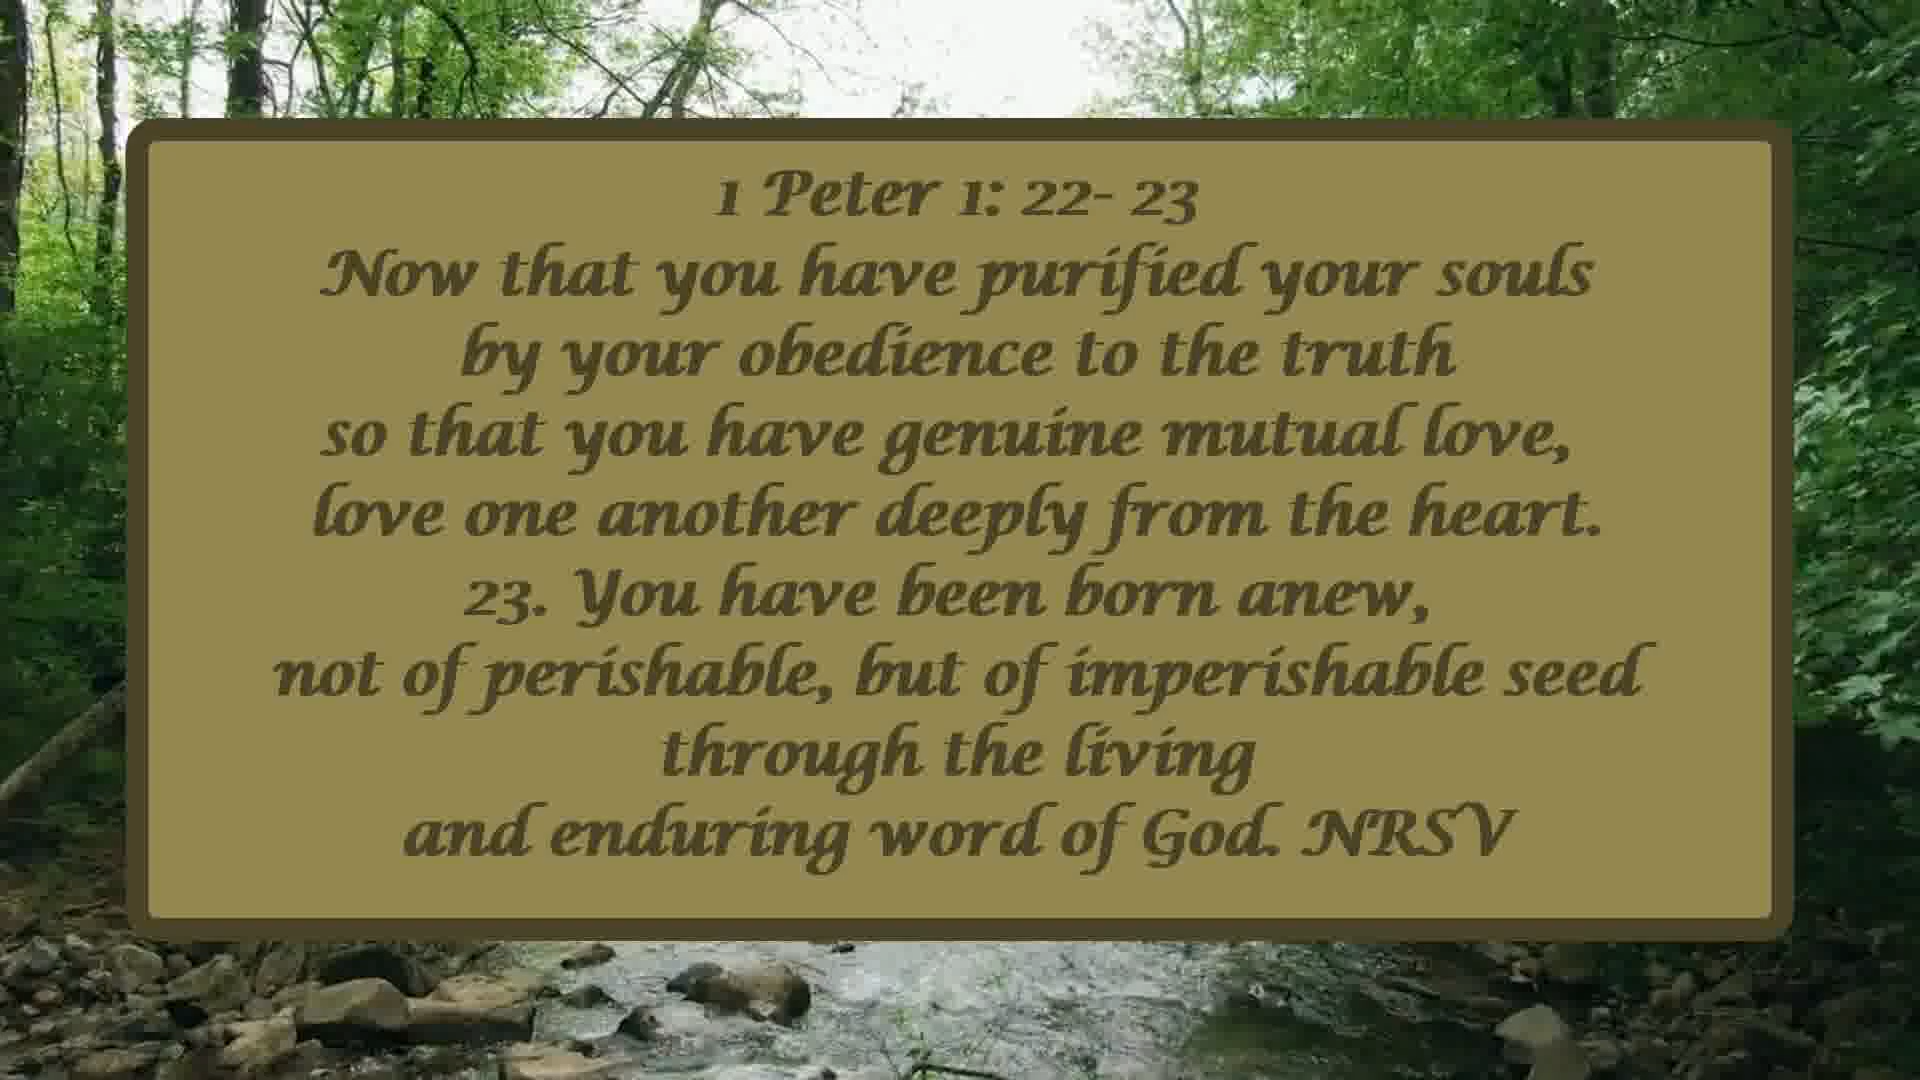 1 Peter 1: 22- 23
Now that you have purified your souls
by your obedience to the truth
so that you have genuine mutual love,
love one another deeply from the heart.
23. You have been born anew,
not of perishable, but of imperishable seed
through the living
and enduring word of God. NRSV